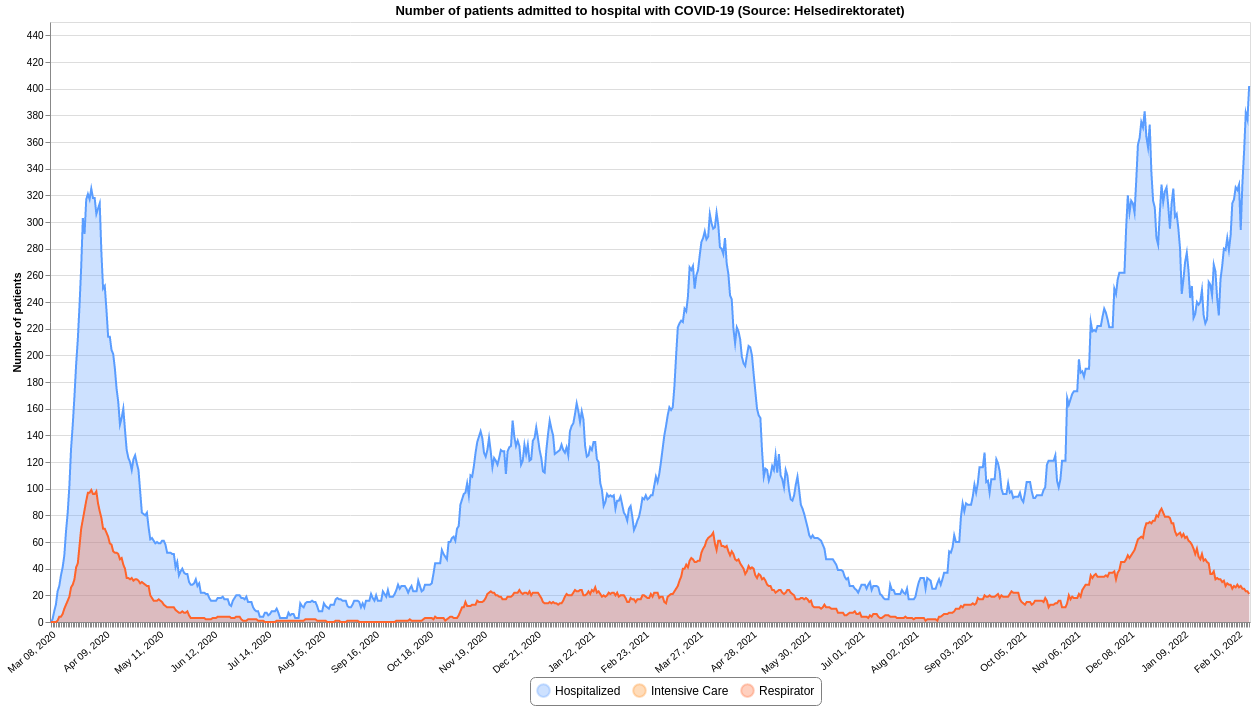 Number of patients admitted to hospital with COVID-19 (Source: Helsedirektoratet)
Number of patients
440
420
400
380
360
340
320
300
280
260
240
220
200
180
160
140
120
100
80
60
40
20
0
Mar 08, 2020
Apr 09, 2020
May 11, 2020
Jun 12, 2020
Jul 14, 2020
Aug 15, 2020
Sep 16, 2020
Oct 18, 2020
Nov 19, 2020
Dec 21, 2020
Jan 22, 2021
Feb 23, 2021
Mar 27, 2021
Apr 28, 2021
May 30, 2021
Jul 01, 2021
Aug 02, 2021
Sep 03, 2021
Oct 05, 2021
Nov 06, 2021
Dec 08, 2021
Jan 09, 2022
Feb 10, 2022
Hospitalized
Intensive Care
Respirator